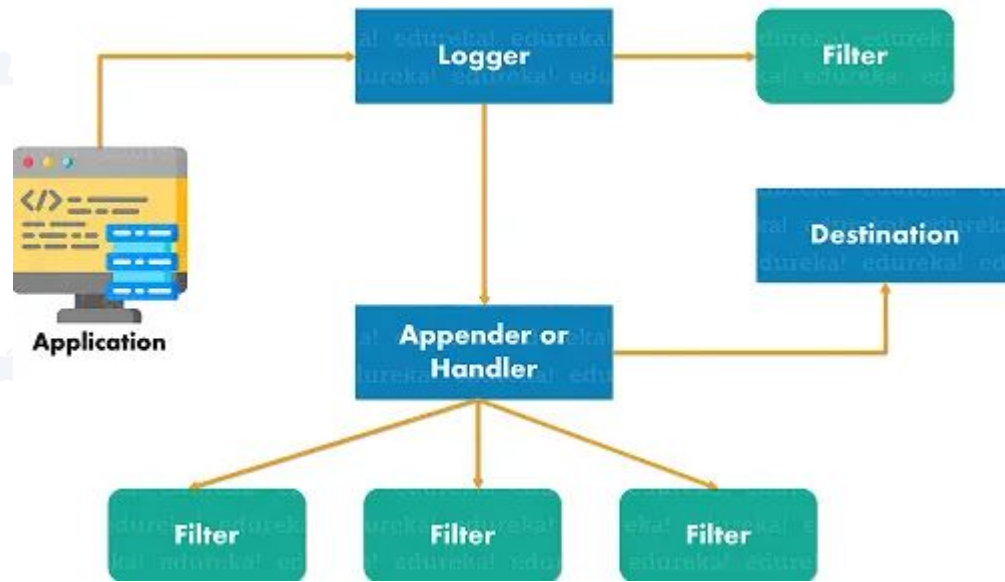 Logger
Filter
Destination
Application
Appender or
Handler
Filter
Filter
Filter